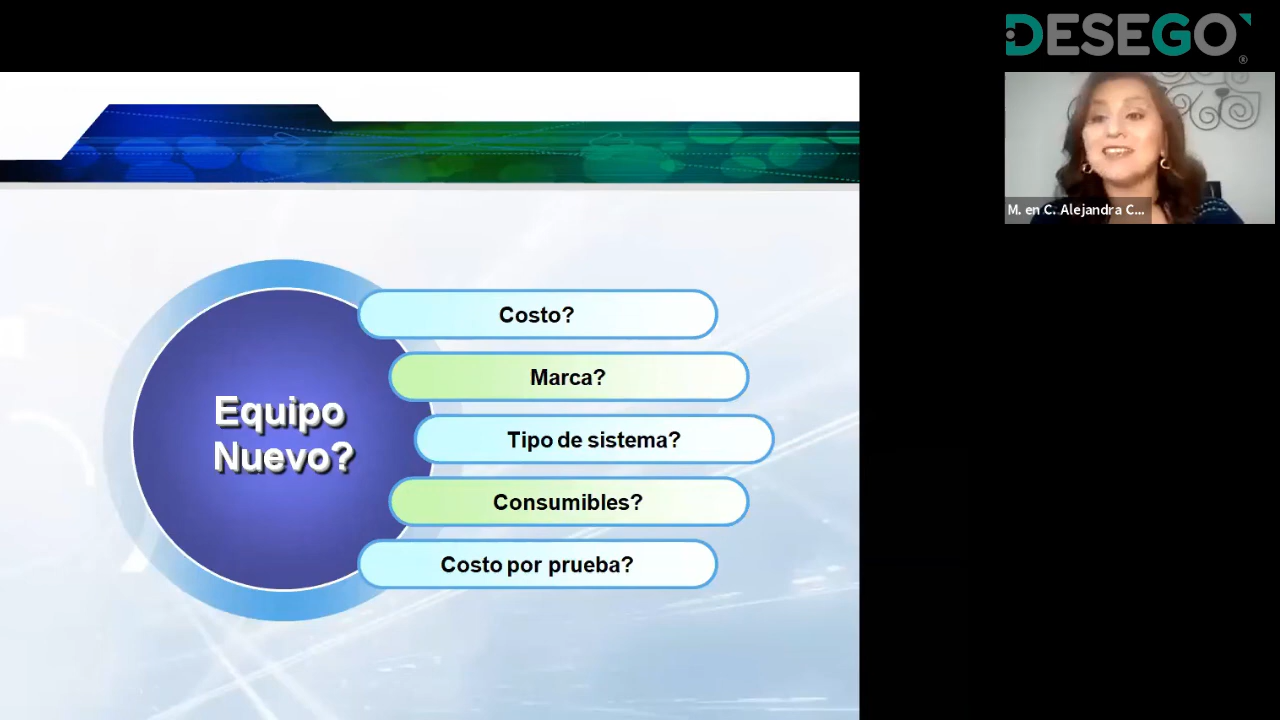 DESEGO
®
M. en C. Alejandra C...
Equipo
Nuevo?
Costo?
Marca?
Tipo de sistema?
Consumibles?
Costo por prueba?